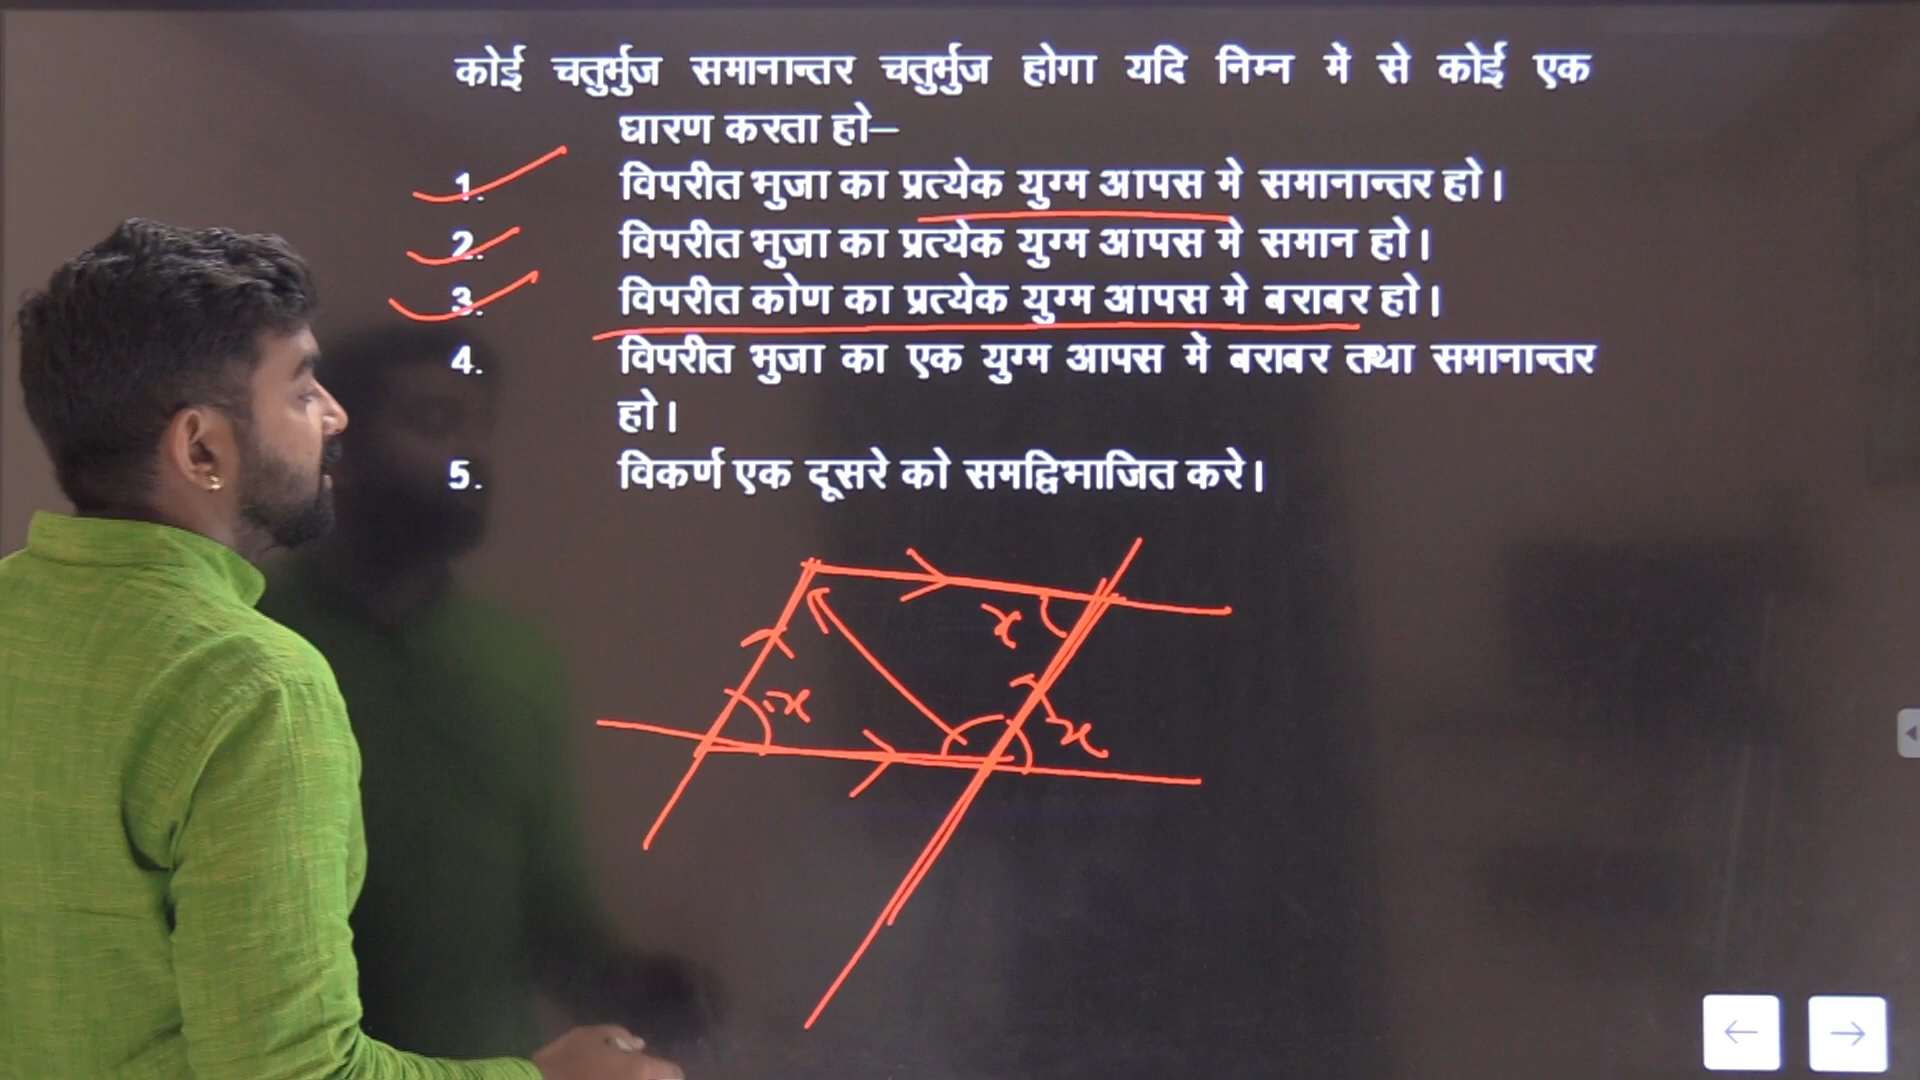 कोई चतुर्भुज समानान्तर चतुर्भुज होगा यदि निम्न में से कोई एक
धारण करता हो–
1. विपरीत भुजा का प्रत्येक युग्म आपस मे समानान्तर हो।
2. विपरीत भुजा का प्रत्येक युग्म आपस मे समान हो।
3. विपरीत कोण का प्रत्येक युग्म आपस मे बराबर हो।
4. विपरीत भुजा का एक युग्म आपस में बराबर तथा समानान्तर
हो।
5. विकर्ण एक दूसरे को समद्विभाजित करे।
x
x
x